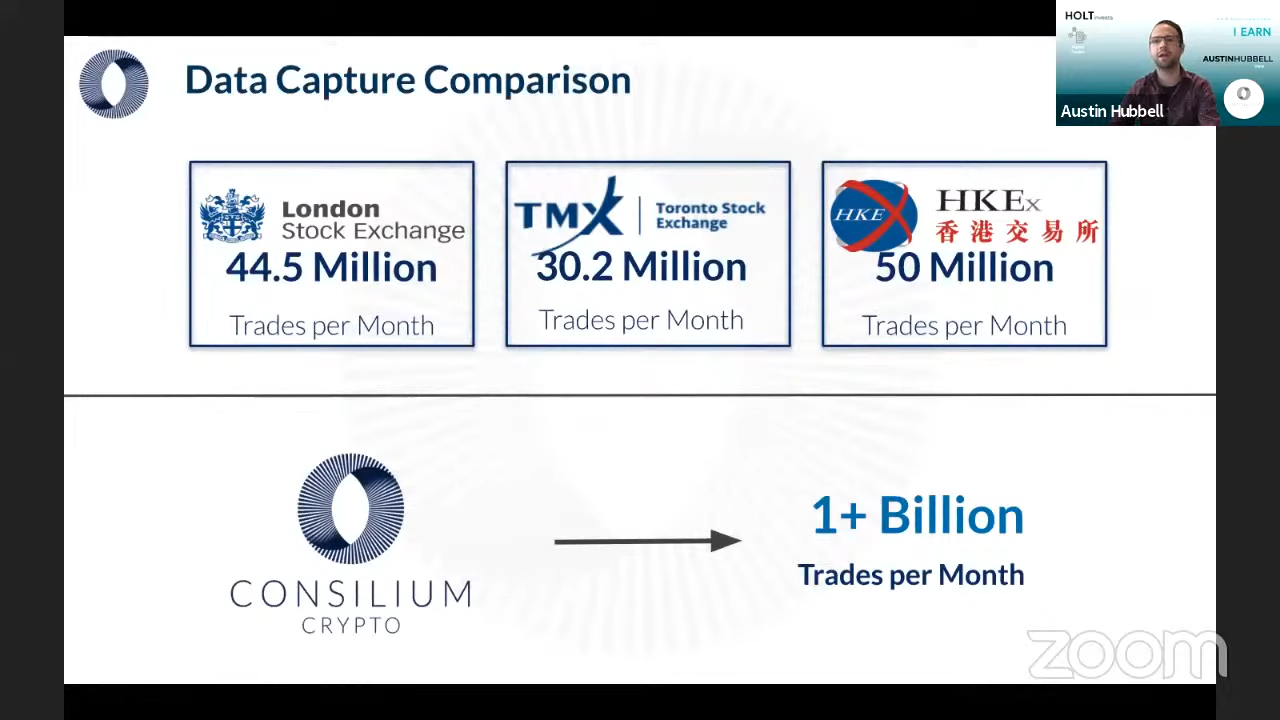 Data Capture Comparison
HOLT
I EARN
AUSTINHUBBELL
Austin Hubbell
London
Stock Exchange
44.5 Million
Trades per Month
TMX
Toronto Stock
Exchange
30.2 Million
Trades per Month
HKE
HKEx
香港交易所
50 Million
Trades per Month
CONSILIUM
CRYPTO
1+ Billion
Trades per Month
zoom